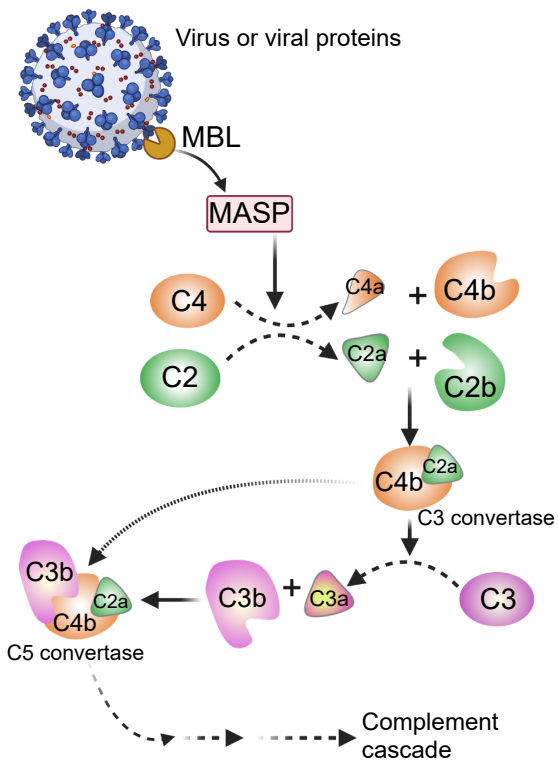 Virus or viral proteins
MBL
MASP
C4
C4a
+
C4b
C2
C2a
+
C2b
C4b
C2a
C3 convertase
C3b
C2a
C4b
C5 convertase
C3b
+
C3a
C3
Complement
cascade